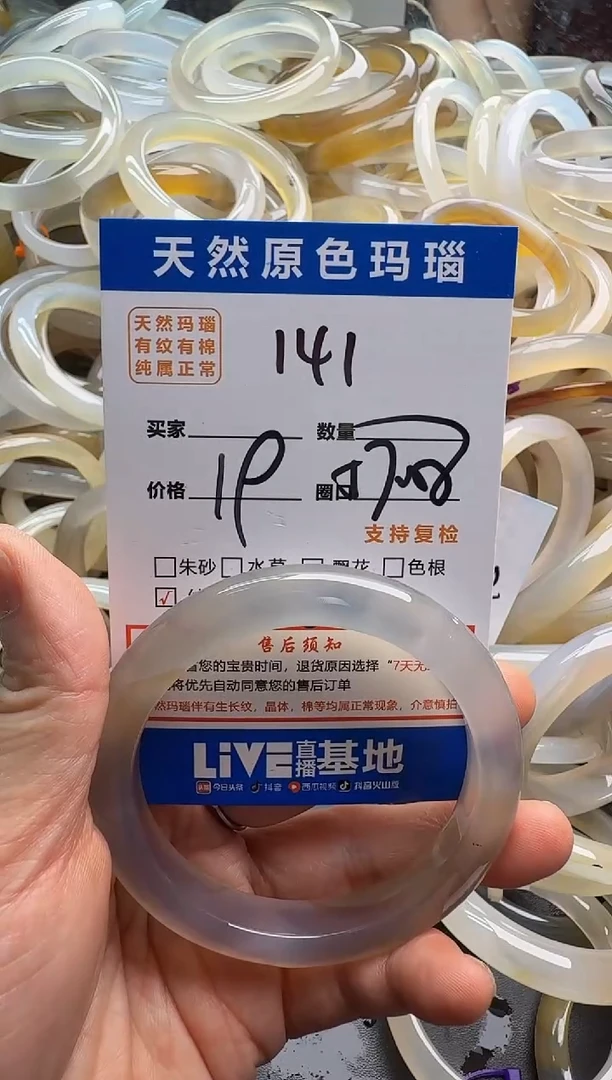 天然原色玛瑙
天然玛瑙
有纹有棉
纯属正常
141
买家 数量
价格 19 圈口
支持复检
朱砂 水草 飘花 色根
√
售后须知
您的宝贵时间，退货原因选择“7天无
将优先自动同意您的售后订单
然玛瑙伴有生长纹，晶体，棉等均属正常现象，介意慎拍
LiVE直播基地
今日头条 抖音 西瓜视频 抖音火山版